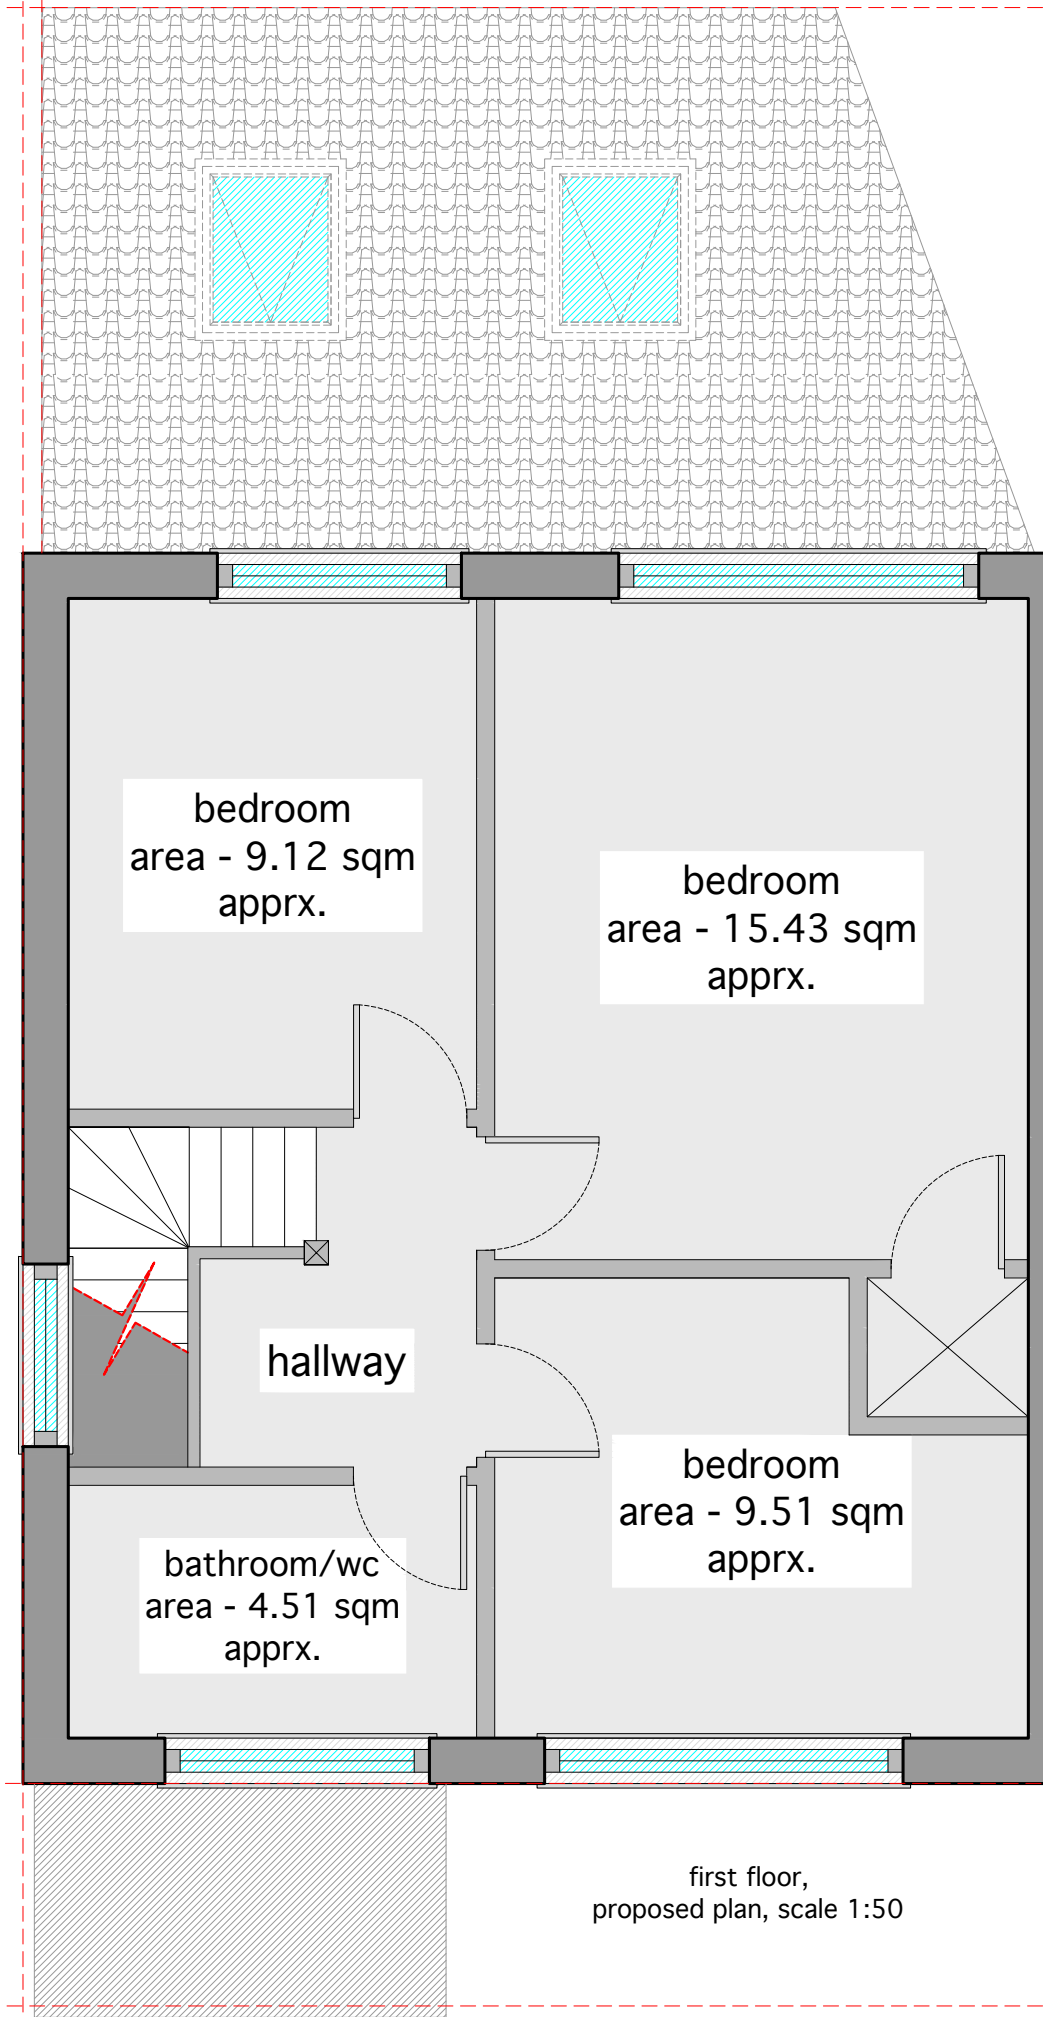 bedroom
area - 9.12 sqm
apprx.
bedroom
area - 15.43 sqm
apprx.
hallway
bedroom
area - 9.51 sqm
apprx.
bathroom/wc
area - 4.51 sqm
apprx.
first floor,
proposed plan, scale 1:50